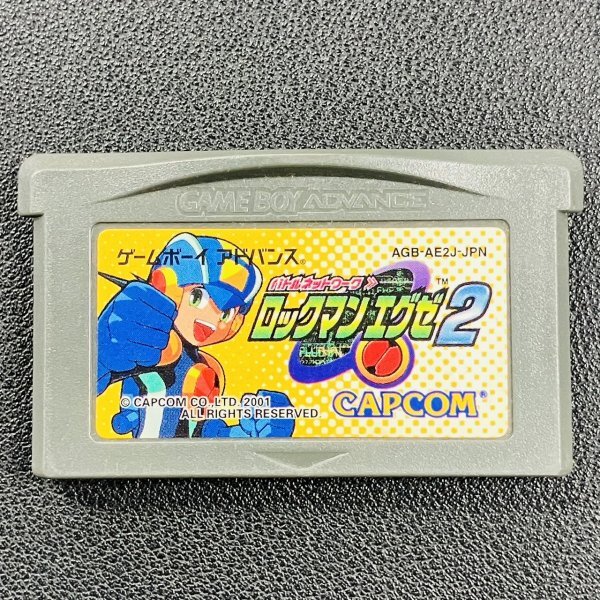 GAME BOY ADVANCE
ゲームボーイ アドバンス®
AGB-AE2J-JPN
バトルネットワーク
ロックマンエグゼ2™
© CAPCOM CO., LTD. 2001
ALL RIGHTS RESERVED
CAPCOM®